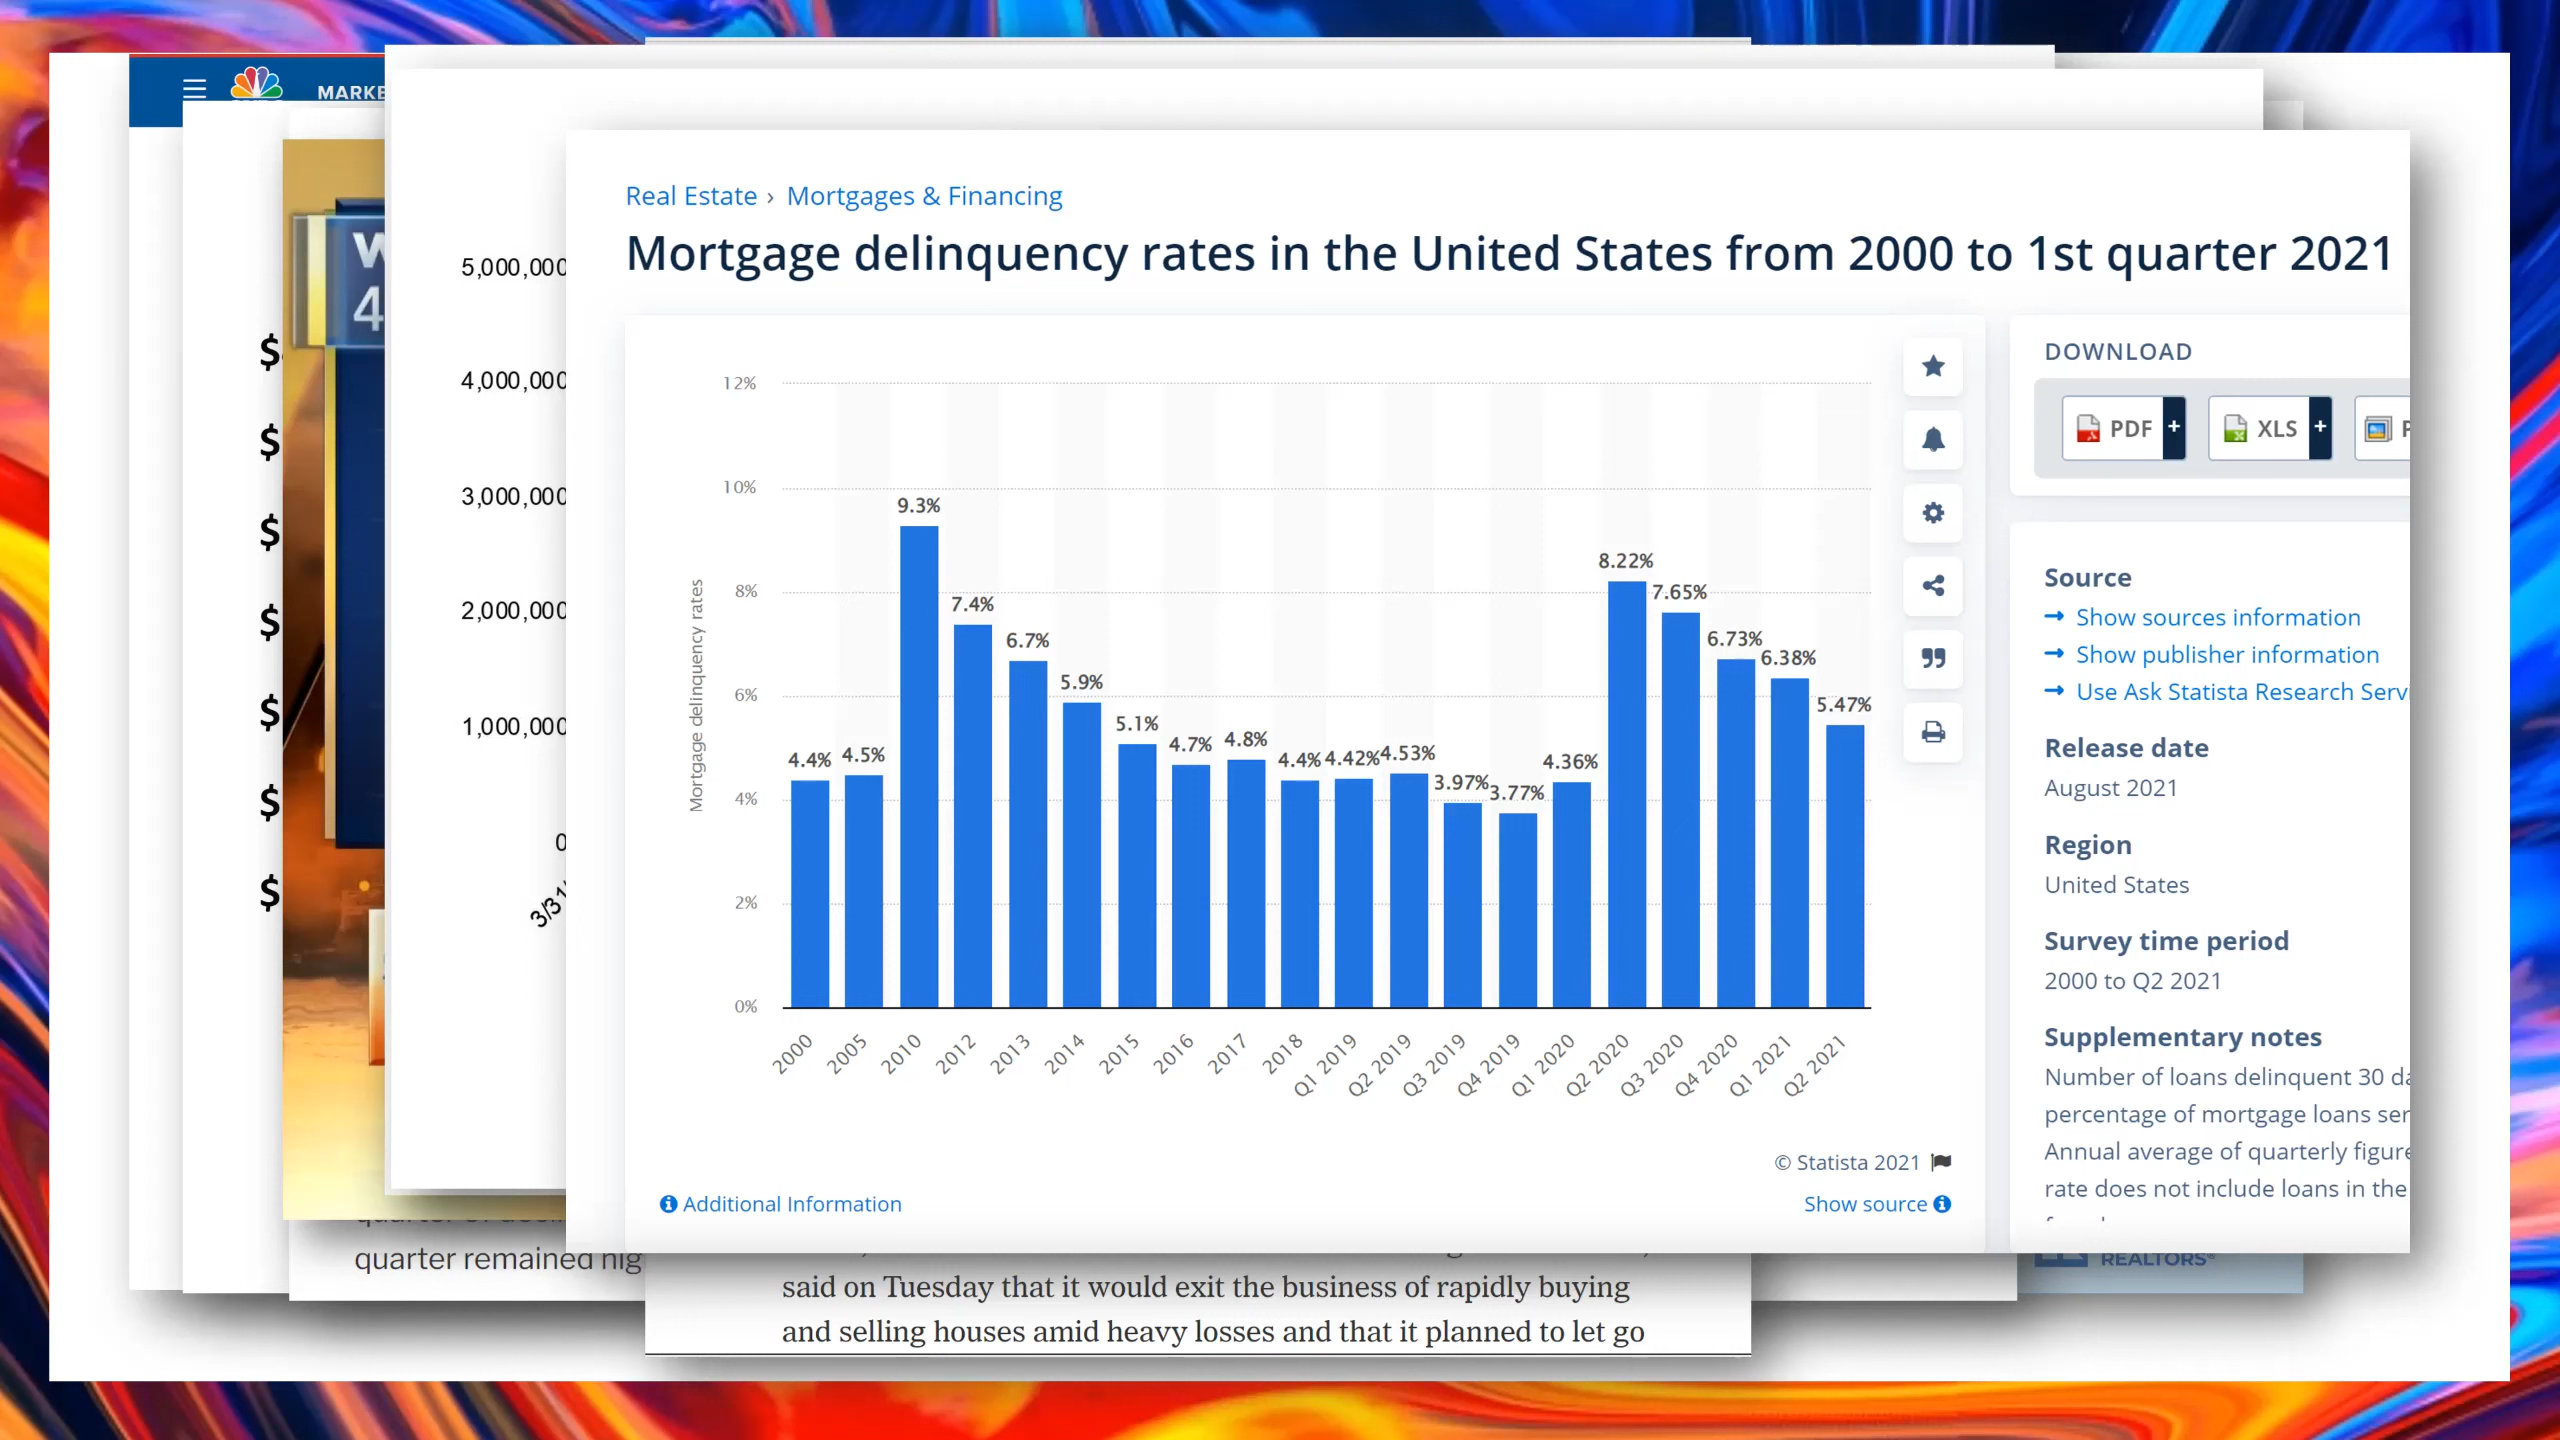 MARKE
W
4
$
$
$
$
$
$
$
5,000,000
4,000,000
3,000,000
2,000,000
1,000,000
0
3/31/
Real Estate › Mortgages & Financing
Mortgage delinquency rates in the United States from 2000 to 1st quarter 2021
Mortgage delinquency rates
12%
10%
8%
6%
4%
2%
0%
4.4% 4.5% 9.3% 7.4% 6.7% 5.9% 5.1% 4.7% 4.8% 4.4% 4.42% 4.53% 3.97% 3.77% 4.36% 8.22% 7.65% 6.73% 6.38% 5.47%
2000 2005 2010 2012 2013 2014 2015 2016 2017 2018 Q1 2019 Q2 2019 Q3 2019 Q4 2019 Q1 2020 Q2 2020 Q3 2020 Q4 2020 Q1 2021 Q2 2021
© Statista 2021
Additional Information
Show source
DOWNLOAD
PDF + XLS +
Source
→ Show sources information
→ Show publisher information
→ Use Ask Statista Research Serv
Release date
August 2021
Region
United States
Survey time period
2000 to Q2 2021
Supplementary notes
Number of loans delinquent 30 da
percentage of mortgage loans ser
Annual average of quarterly figure
rate does not include loans in the
REALTORS®
quarter remained hig
said on Tuesday that it would exit the business of rapidly buying
and selling houses amid heavy losses and that it planned to let go